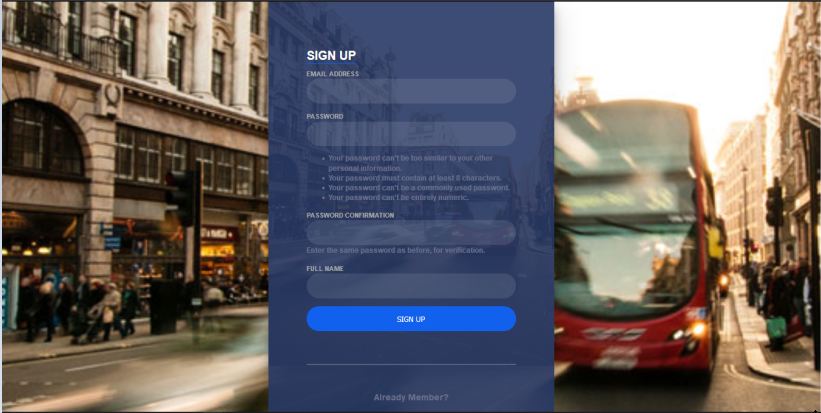 SIGN UP
EMAIL ADDRESS
PASSWORD
• Your password can't be too similar to your other
personal information.
• Your password must contain at least 8 characters.
• Your password can't be a commonly used password.
• Your password can't be entirely numeric.
PASSWORD CONFIRMATION
Enter the same password as before, for verification.
FULL NAME
SIGN UP
Already Member?